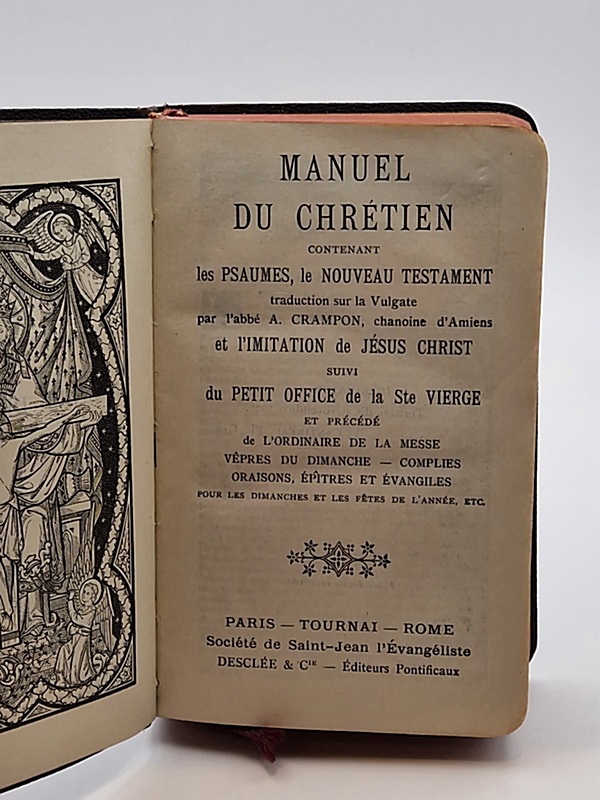 MANUEL
DU CHRÉTIEN
CONTENANT
les PSAUMES, le NOUVEAU TESTAMENT
traduction sur la Vulgate
par l'abbé A. CRAMPON, chanoine d'Amiens
et l'IMITATION de JÉSUS CHRIST
SUIVI
du PETIT OFFICE de la Ste VIERGE
ET PRÉCÉDÉ
de L'ORDINAIRE DE LA MESSE
VÊPRES DU DIMANCHE — COMPLIES
ORAISONS, ÉPÎTRES ET ÉVANGILES
POUR LES DIMANCHES ET LES FÊTES DE L'ANNÉE, ETC.
PARIS — TOURNAI — ROME
Société de Saint-Jean l'Évangéliste
DESCLÉE & CIE — Éditeurs Pontificaux